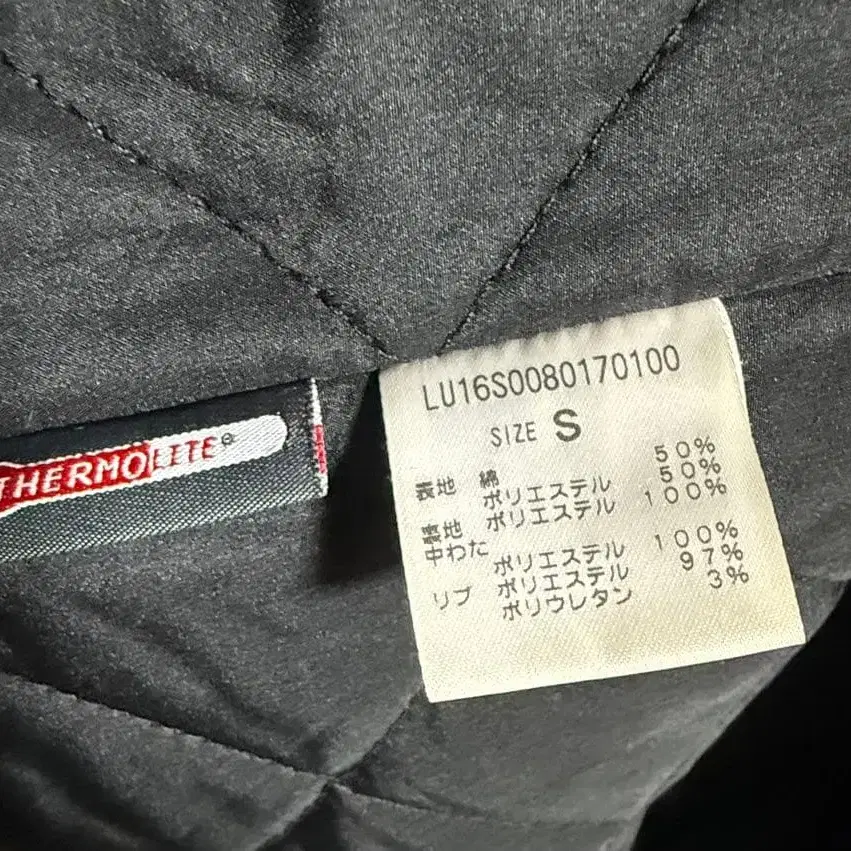 THERMOLITE®
LU16S0080170100
SIZE S
表地 綿 50%
ポリエステル 50%
裏地 ポリエステル 100%
中わた
ポリエステル 100%
リブ ポリエステル 97%
ポリウレタン 3%